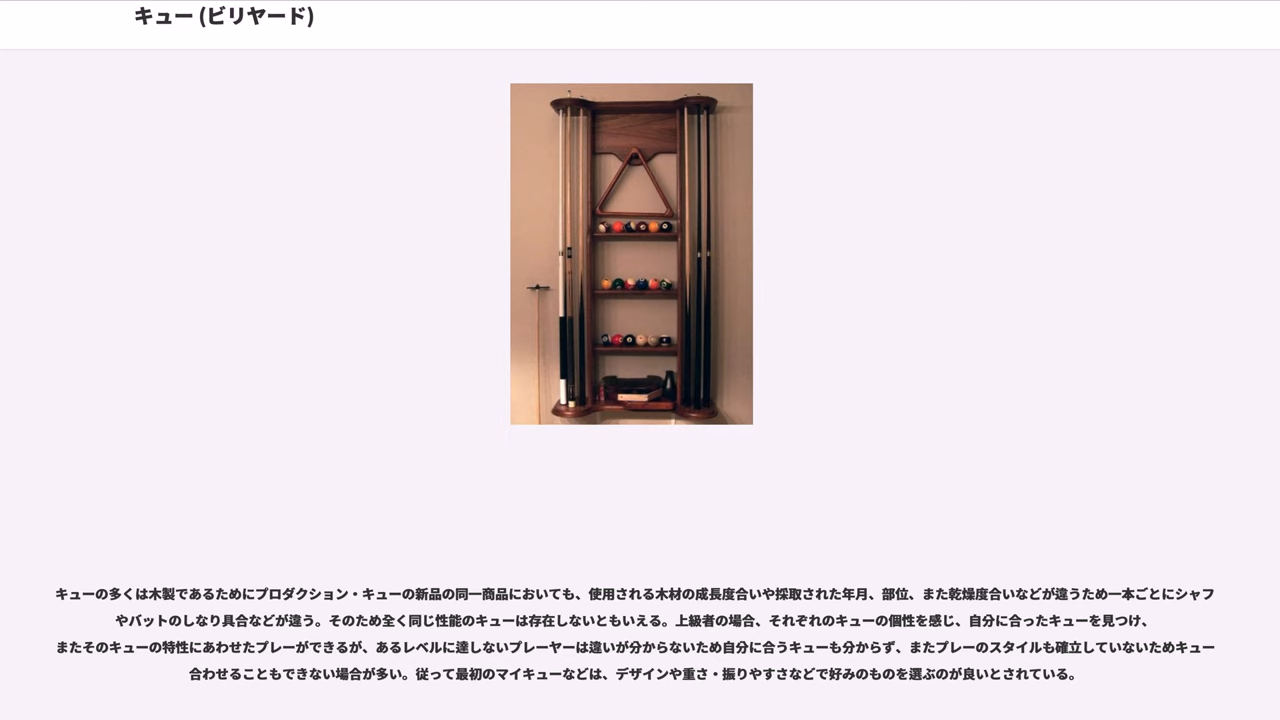 キュー (ビリヤード)
キューの多くは木製であるためにプロダクション・キューの新品の同一商品においても、使用される木材の成長度合いや採取された年月、部位、また乾燥度合いなどが違うため一本ごとにシャフ
やバットのしなり具合などが違う。そのため全く同じ性能のキューは存在しないともいえる。上級者の場合、それぞれのキューの個性を感じ、自分に合ったキューを見つけ、
またそのキューの特性にあわせたプレーができるが、あるレベルに達しないプレーヤーは違いが分からないため自分に合うキューも分からず、またプレーのスタイルも確立していないためキュー
合わせることもできない場合が多い。従って最初のマイキューなどは、デザインや重さ・振りやすさなどで好みのものを選ぶのが良いとされている。